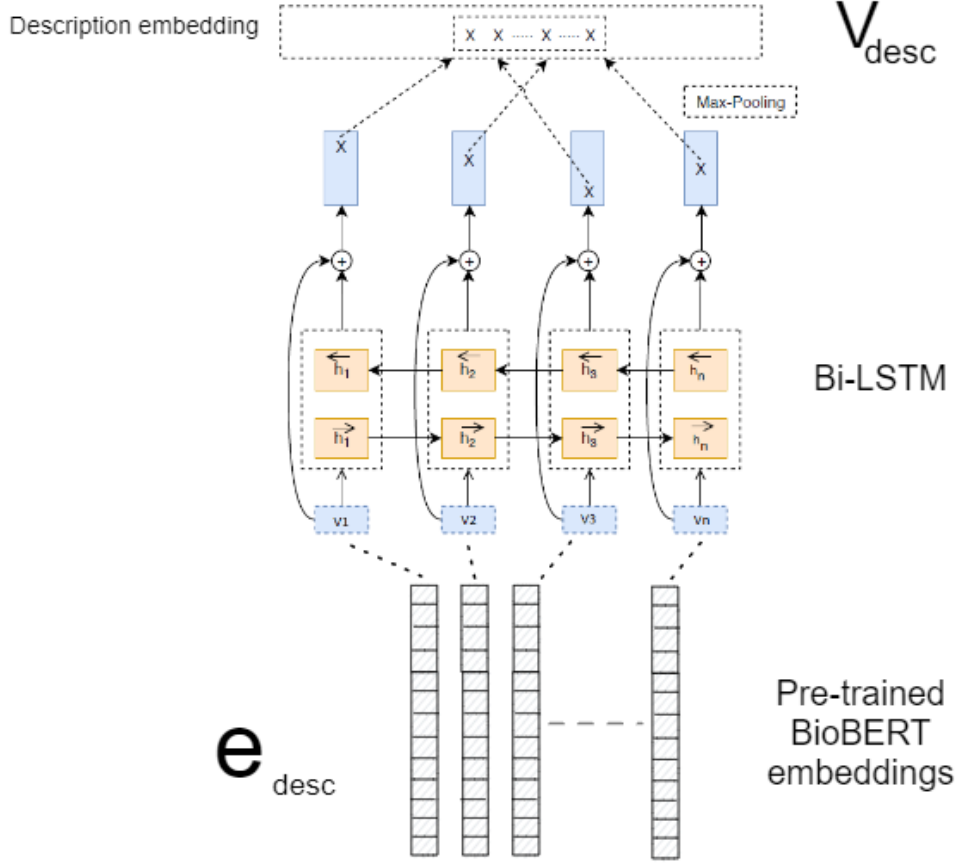 Description embedding
X X ..... X ..... X
V desc
Max-Pooling
X X X X
+ + + +
h1 h2 h3 hn
Bi-LSTM
h1 h2 h3 hn
v1 v2 v3 vn
e desc
Pre-trained
BioBERT
embeddings